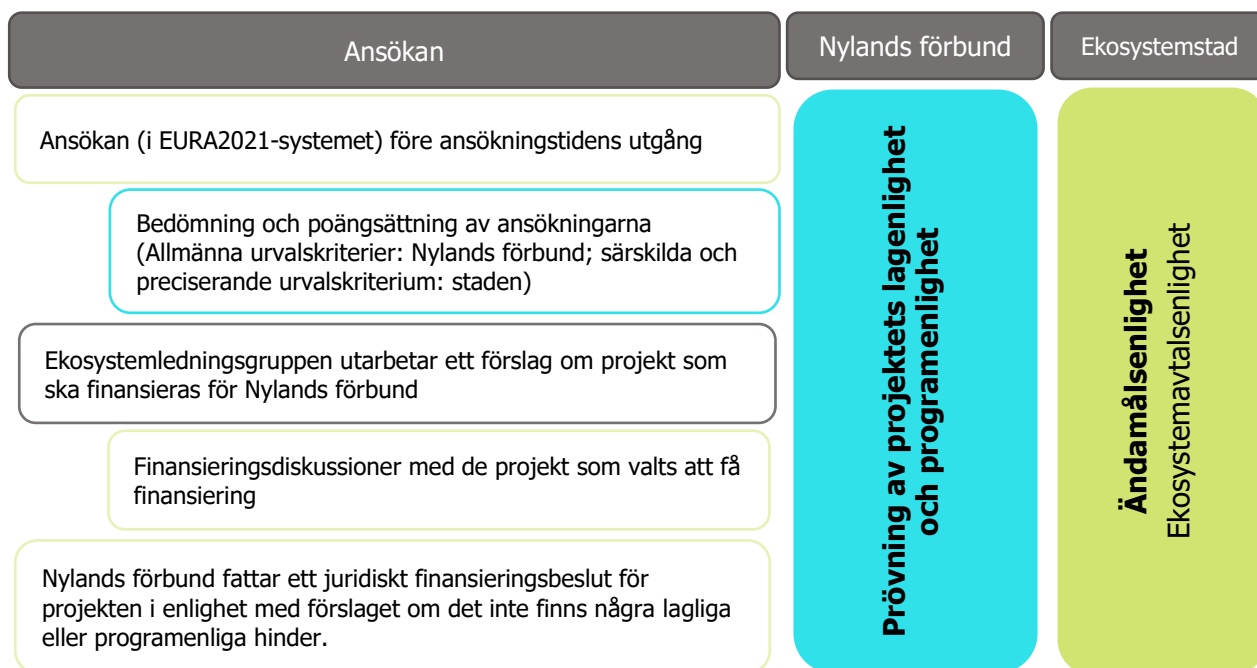 Ansökan
Nylands förbund
Ekosystemstad
Ansökan (i EURA2021-systemet) före ansökningstidens utgång
Bedömning och poängsättning av ansökningarna
(Allmänna urvalskriterier: Nylands förbund; särskilda och
preciserande urvalskriterium: staden)
Ekosystemledningsgruppen utarbetar ett förslag om projekt som
ska finansieras för Nylands förbund
Finansieringsdiskussioner med de projekt som valts att få
finansiering
Nylands förbund fattar ett juridiskt finansieringsbeslut för
projekten i enlighet med förslaget om det inte finns några lagliga
eller programenliga hinder.
Prövning av projektets lagenlighet
och programenlighet
Ändamålsenlighet
Ekosystemavtalsenlighet